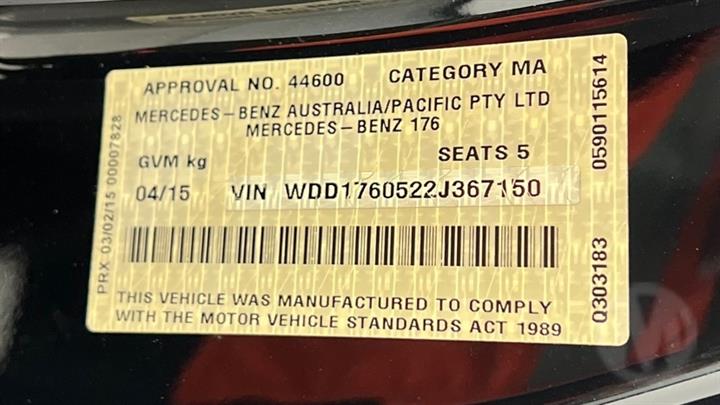 APPROVAL NO. 44600 CATEGORY MA
MERCEDES-BENZ AUSTRALIA/PACIFIC PTY LTD
MERCEDES-BENZ 176
GVM kg SEATS 5
04/15 VIN WDD1760522J367150
THIS VEHICLE WAS MANUFACTURED TO COMPLY
WITH THE MOTOR VEHICLE STANDARDS ACT 1989
PRX 03/02/15 00007828
0590115614
Q303183